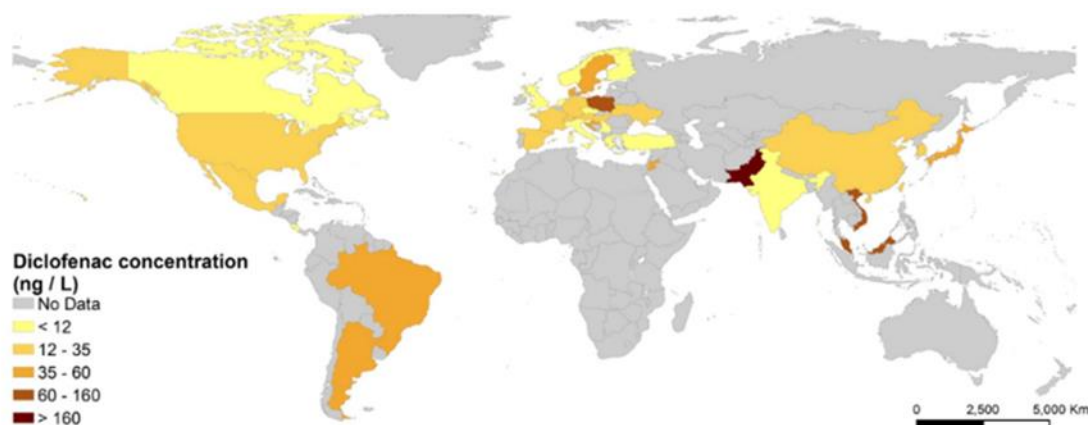 Diclofenac concentration
(ng / L)
No Data
< 12
12 - 35
35 - 60
60 - 160
> 160
0 2,500 5,000 Km